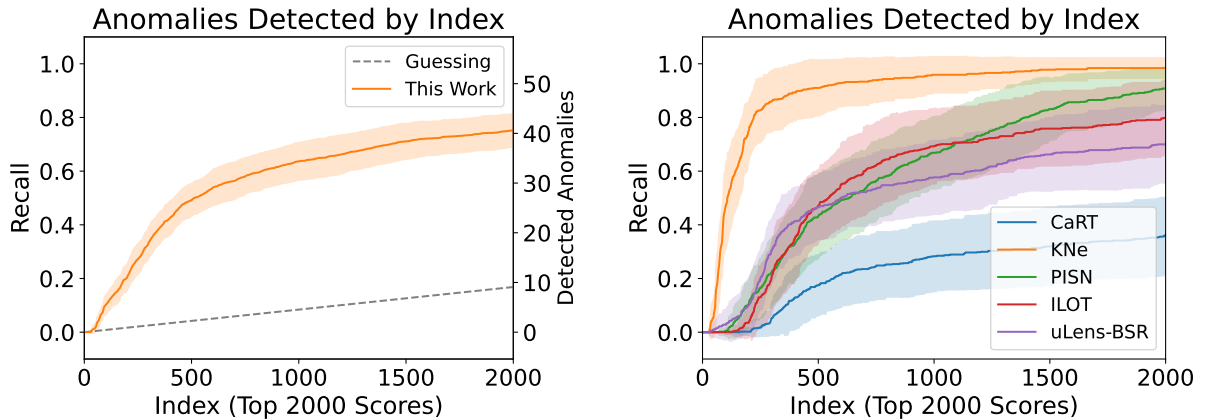 Anomalies Detected by Index
Recall
1.0
0.8
0.6
0.4
0.2
0.0
Guessing
This Work
50
40
30
20
10
0
Detected Anomalies
0 500 1000 1500 2000
Index (Top 2000 Scores)
Anomalies Detected by Index
Recall
1.0
0.8
0.6
0.4
0.2
0.0
CaRT
KNe
PISN
ILOT
uLens-BSR
0 500 1000 1500 2000
Index (Top 2000 Scores)